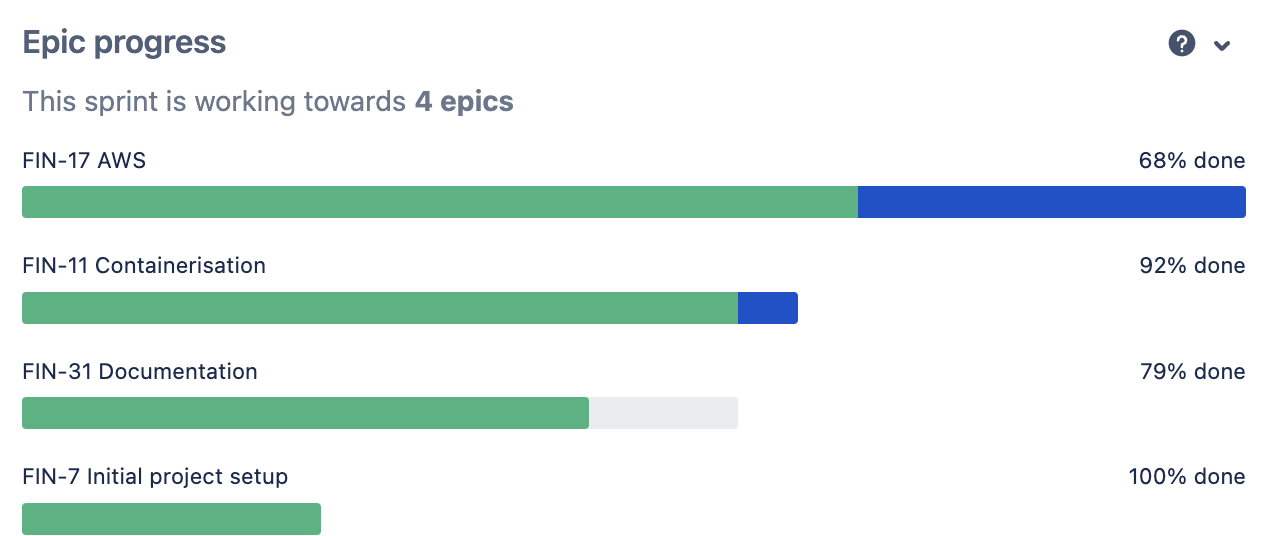 Epic progress
This sprint is working towards 4 epics
FIN-17 AWS 68% done
FIN-11 Containerisation 92% done
FIN-31 Documentation 79% done
FIN-7 Initial project setup 100% done